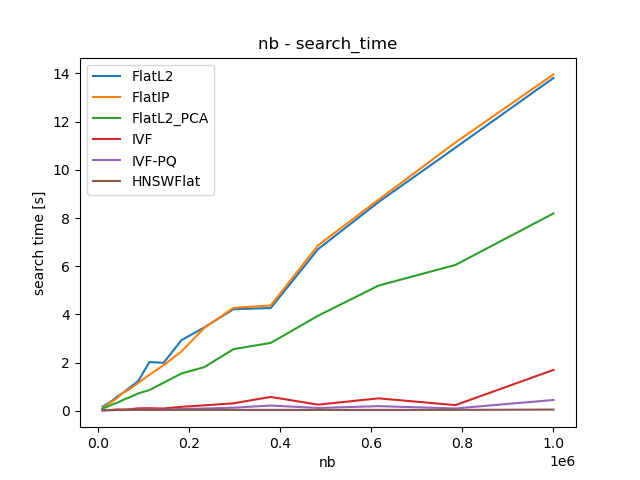 nb - search_time
14
12
10
8
6
4
2
0
search time [s]
FlatL2
FlatIP
FlatL2_PCA
IVF
IVF-PQ
HNSWFlat
0.0 0.2 0.4 0.6 0.8 1.0
1e6
nb